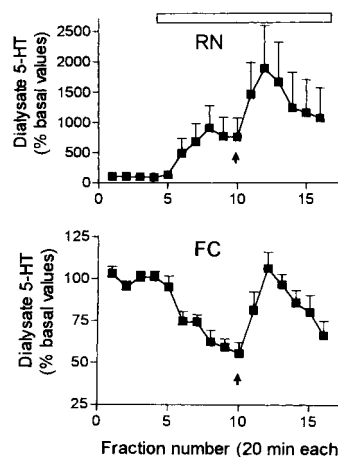 RN
Dialysate 5-HT
(% basal values)
2500
2000
1500
1000
500
0
0 5 10 15
FC
Dialysate 5-HT
(% basal values)
125
100
75
50
25
0 5 10 15
Fraction number (20 min each